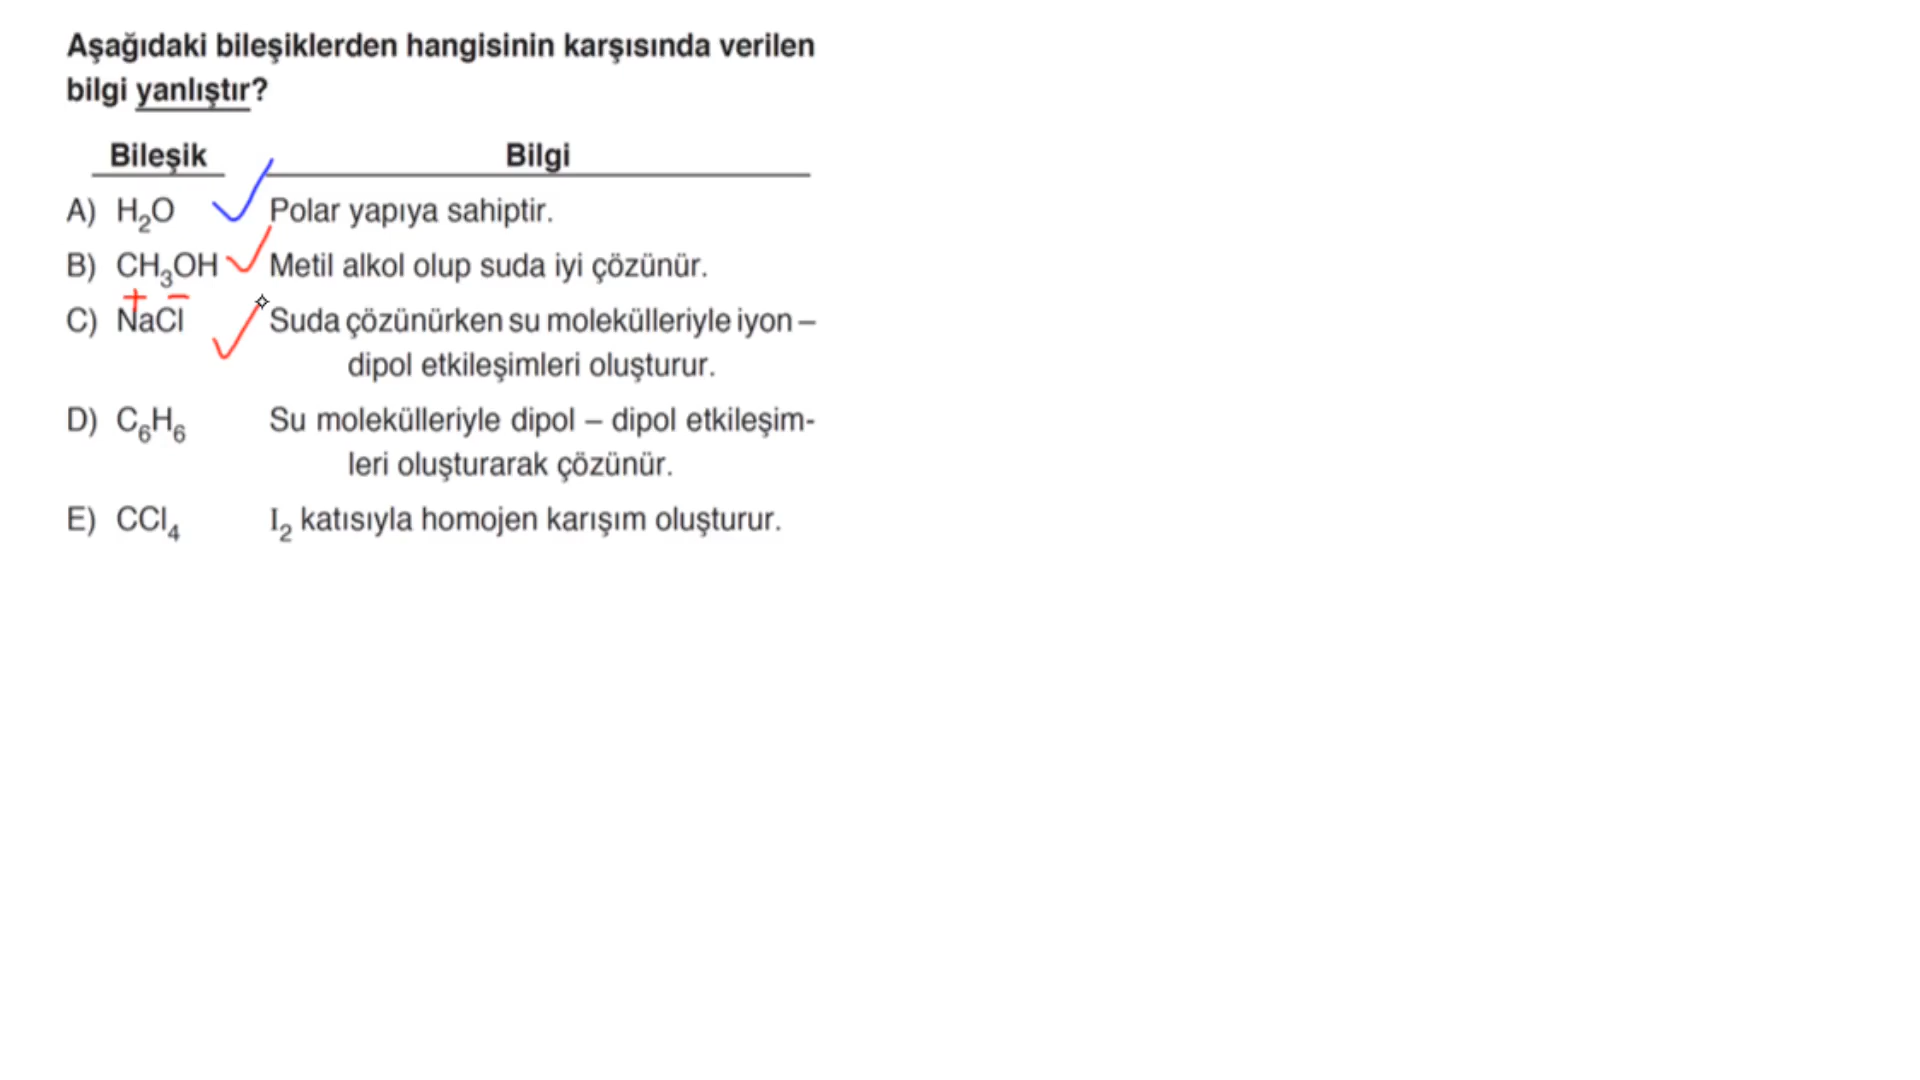 Aşağıdaki bileşiklerden hangisinin karşısında verilen
bilgi yanlıştır?
Bileşik Bilgi
A) H₂O Polar yapıya sahiptir.
B) CH₃OH Metil alkol olup suda iyi çözünür.
+ −
C) NaCl Suda çözünürken su molekülleriyle iyon –
dipol etkileşimleri oluşturur.
D) C₆H₆ Su molekülleriyle dipol – dipol etkileşim-
leri oluşturarak çözünür.
E) CCl₄ I₂ katısıyla homojen karışım oluşturur.